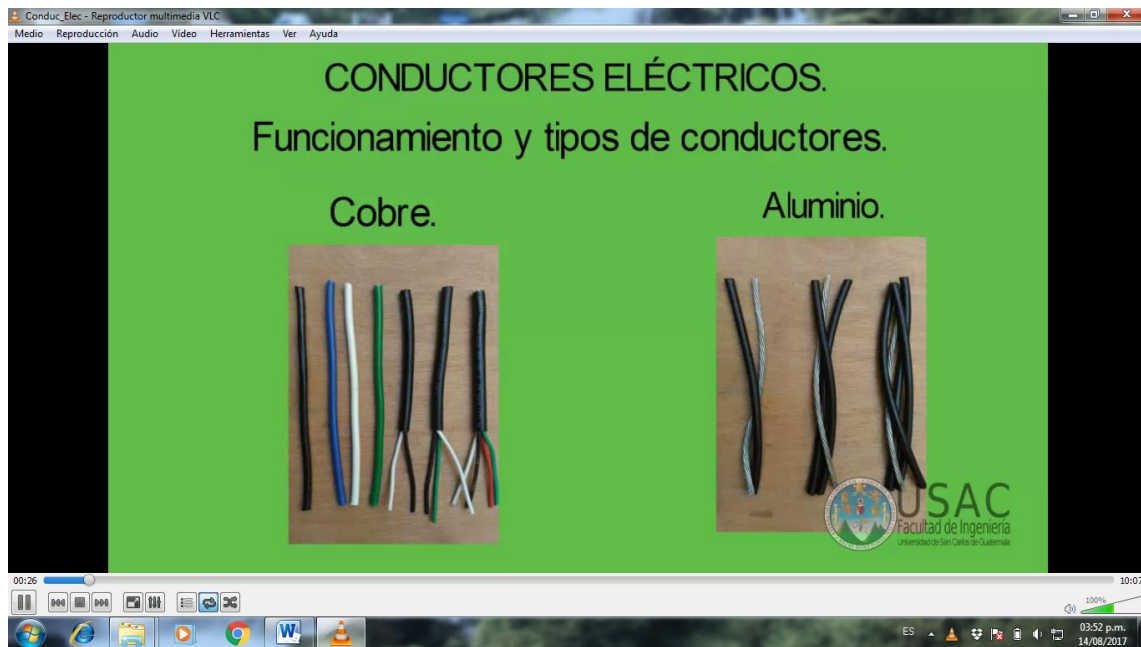 Conduc_Elec - Reproductor multimedia VLC
Medio Reproducción Audio Vídeo Herramientas Ver Ayuda
CONDUCTORES ELÉCTRICOS.
Funcionamiento y tipos de conductores.
Cobre.
Aluminio.
USAC
Facultad de Ingeniería
Universidad de San Carlos de Guatemala
00:26
10:07
100%
ES
03:52 p.m.
14/08/2017